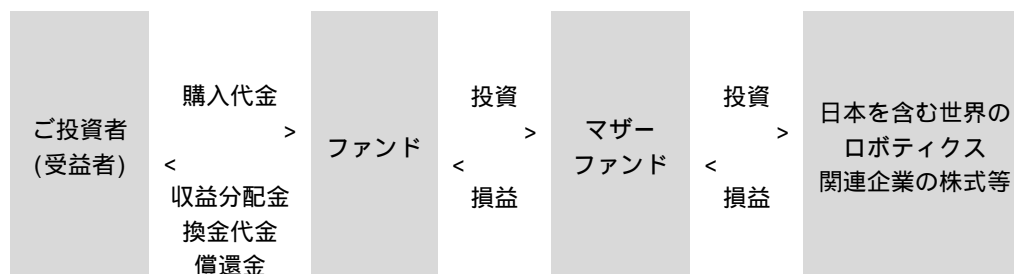 ご投資者
(受益者)
購入代金
>
<
収益分配金
換金代金
償還金
ファンド
投資
>
<
損益
マザー
ファンド
投資
>
<
損益
日本を含む世界の
ロボティクス
関連企業の株式等